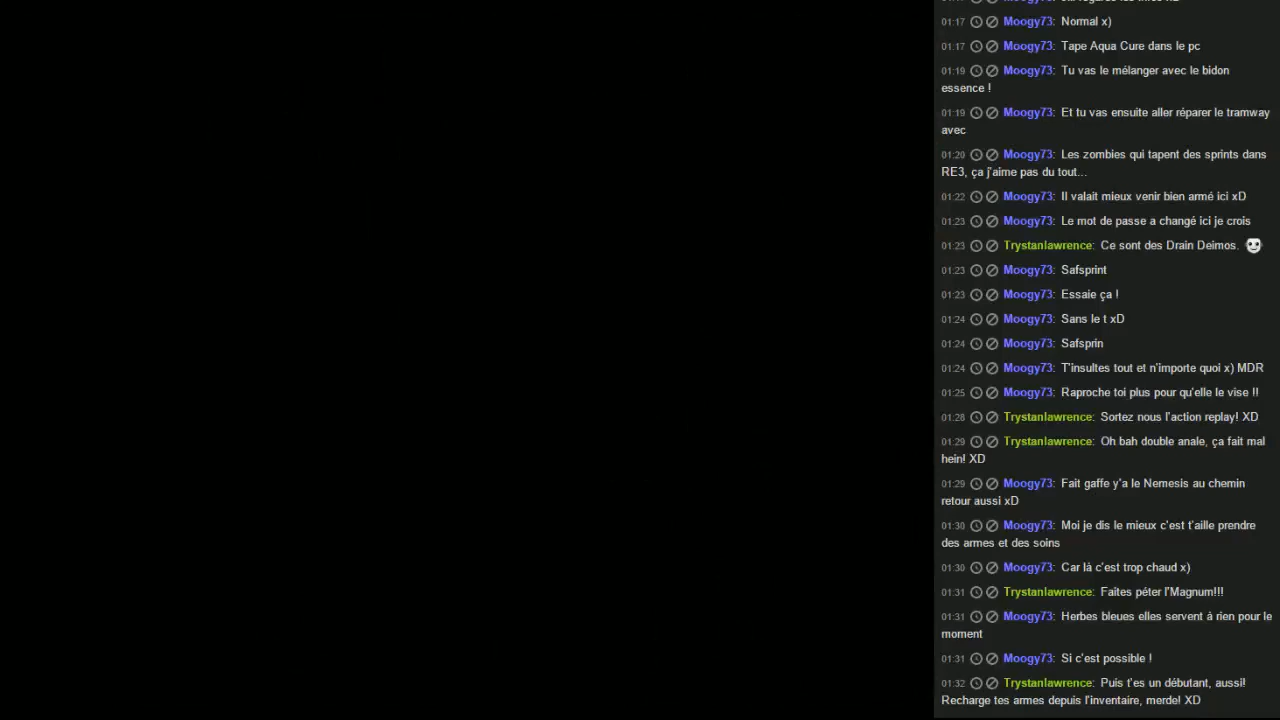 01:17 Moogy73: Normal x)
01:17 Moogy73: Tape Aqua Cure dans le pc
01:19 Moogy73: Tu vas le mélanger avec le bidon
essence !
01:19 Moogy73: Et tu vas ensuite aller réparer le tramway
avec
01:20 Moogy73: Les zombies qui tapent des sprints dans
RE3, ça j'aime pas du tout...
01:22 Moogy73: Il valait mieux venir bien armé ici xD
01:23 Moogy73: Le mot de passe a changé ici je crois
01:23 Trystanlawrence: Ce sont des Drain Deimos.
01:23 Moogy73: Safsprint
01:23 Moogy73: Essaie ça !
01:24 Moogy73: Sans le t xD
01:24 Moogy73: Safsprin
01:24 Moogy73: T'insultes tout et n'importe quoi x) MDR
01:25 Moogy73: Raproche toi plus pour qu'elle le vise !!
01:28 Trystanlawrence: Sortez nous l'action replay! XD
01:29 Trystanlawrence: Oh bah double anale, ça fait mal
hein! XD
01:29 Moogy73: Fait gaffe y'a le Nemesis au chemin
retour aussi xD
01:30 Moogy73: Moi je dis le mieux c'est t'aille prendre
des armes et des soins
01:30 Moogy73: Car là c'est trop chaud x)
01:31 Trystanlawrence: Faites péter l'Magnum!!!
01:31 Moogy73: Herbes bleues elles servent à rien pour le
moment
01:31 Moogy73: Si c'est possible !
01:32 Trystanlawrence: Puis t'es un débutant, aussi!
Recharge tes armes depuis l'inventaire, merde! XD